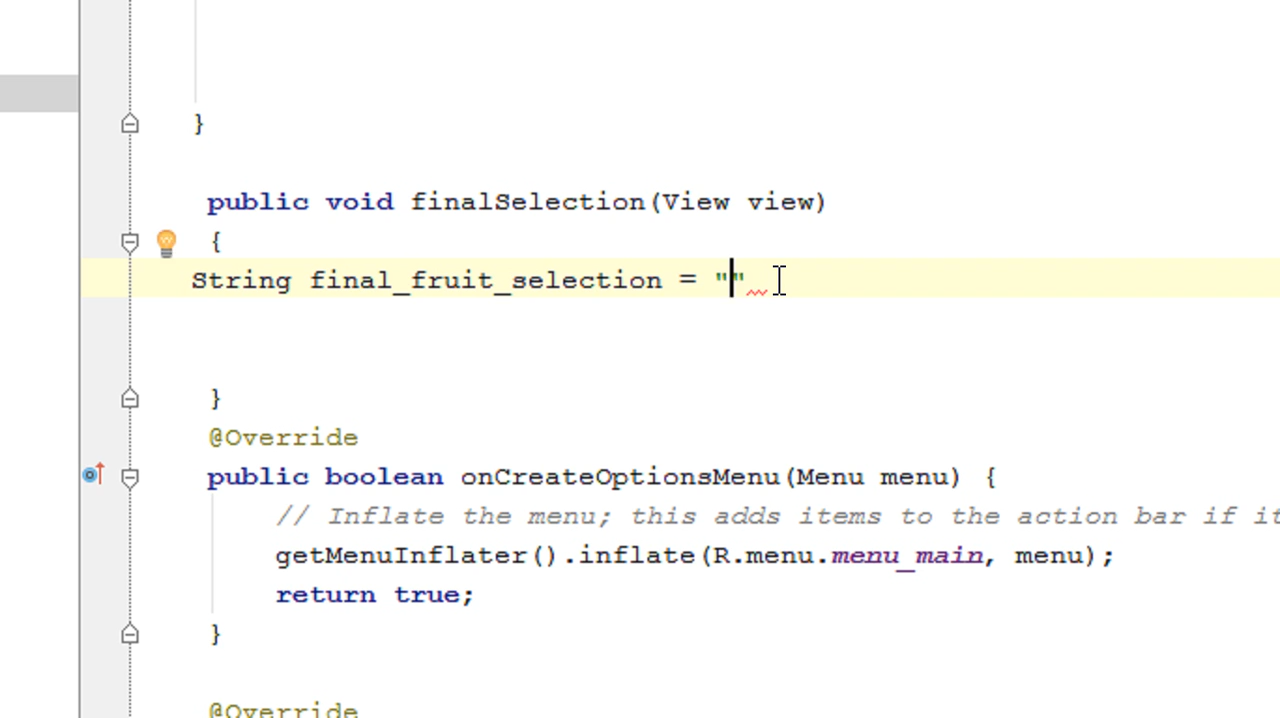 }
public void finalSelection(View view)
{
String final_fruit_selection = ""
}
@Override
public boolean onCreateOptionsMenu(Menu menu) {
// Inflate the menu; this adds items to the action bar if it
getMenuInflater().inflate(R.menu.menu_main, menu);
return true;
}
@Override